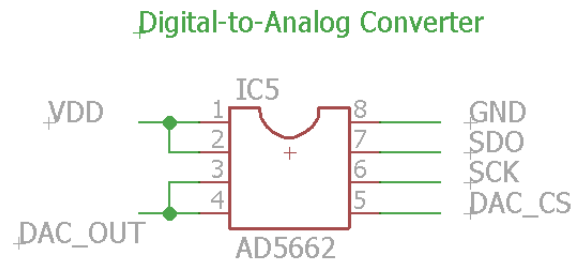 Digital-to-Analog Converter
IC5
VDD 1 8 GND
2 7 SDO
3 6 SCK
4 5 DAC_CS
DAC_OUT
AD5662